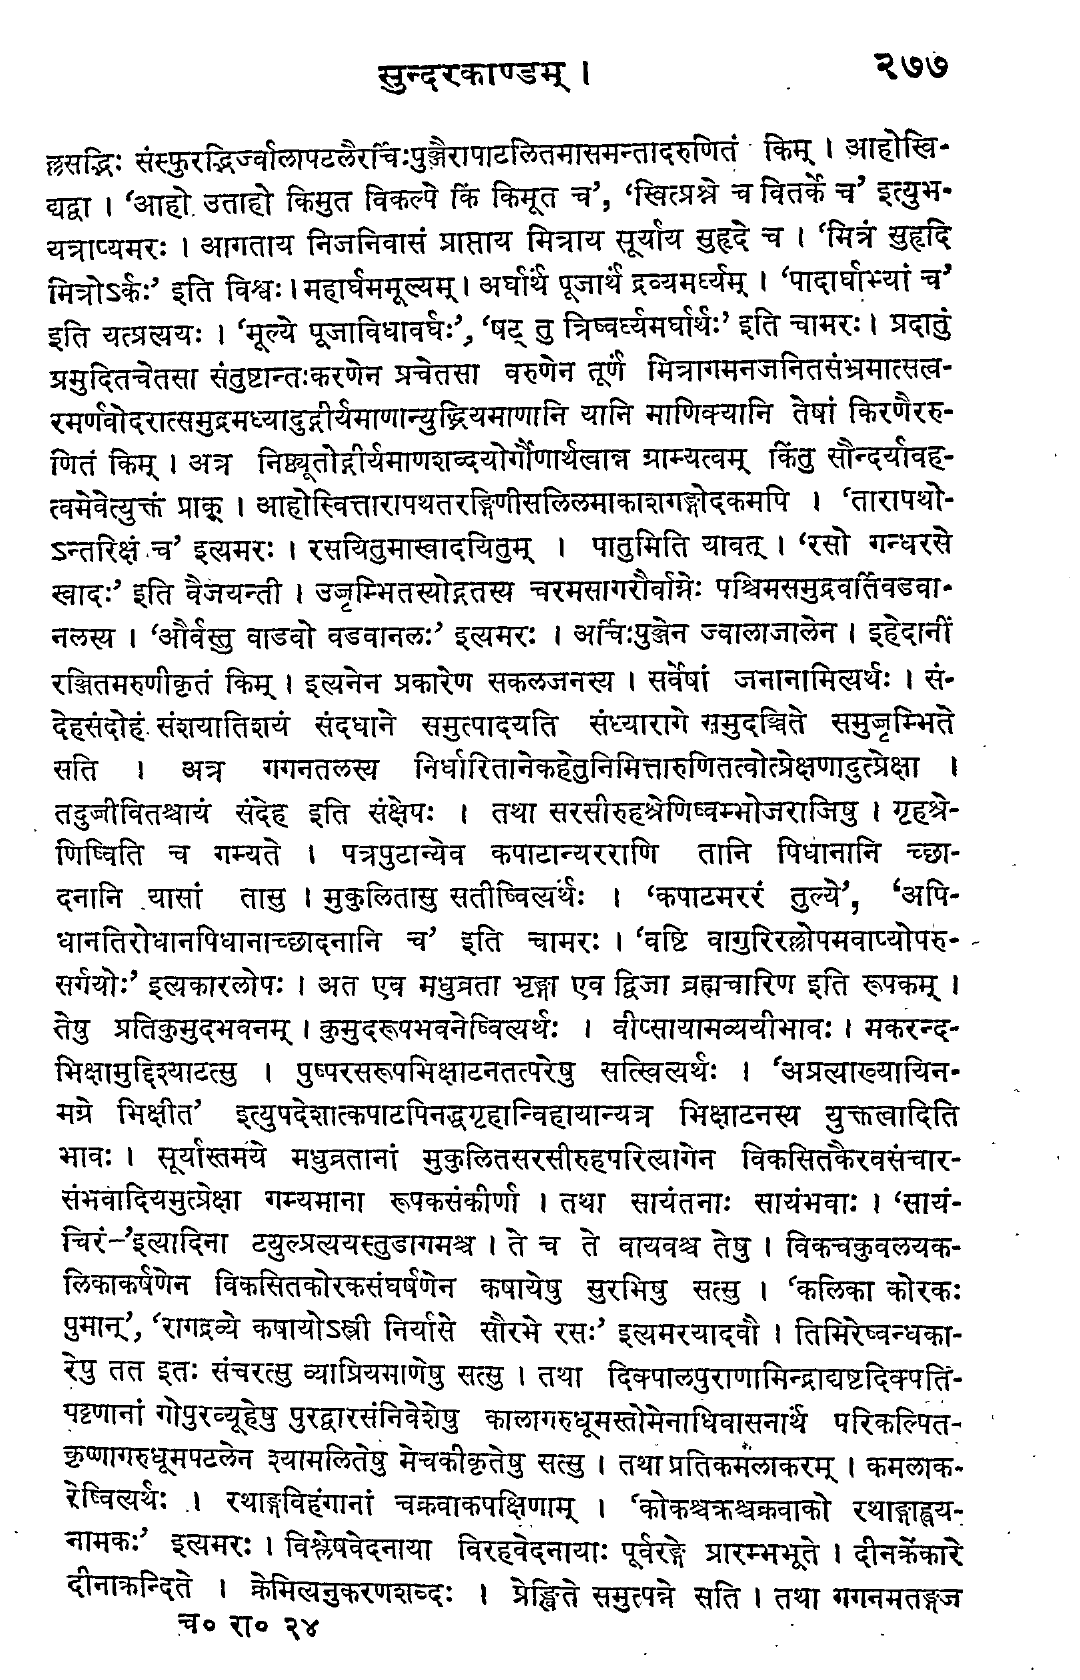 सुन्दरकाण्डम् । २७७
ल्लसद्भिः संस्फुरद्भिर्ज्वालापटलैरर्चिःपुञ्जैरापाटलितमासमन्तादरुणितं किम् । आहोस्वि-
द्यद्वा । 'आहो उताहो किमुत विकल्पे किं किमूत च', 'स्वित्प्रश्ने च वितर्के च' इत्युभ-
यत्राप्यमरः । आगताय निजनिवासं प्राप्ताय मित्राय सूर्याय सुहृदे च । 'मित्रं सुहृदि
मित्रोऽर्कः' इति विश्वः । महार्घममूल्यम् । अर्घार्थं पूजार्थं द्रव्यमर्घ्यम् । 'पादार्घाभ्यां च'
इति यत्प्रत्ययः । 'मूल्ये पूजाविधावर्घः', 'षट् तु त्रिष्वर्घ्यमर्घार्थः' इति चामरः । प्रदातुं
प्रमुदितचेतसा संतुष्टान्तःकरणेन प्रचेतसा वरुणेन तूर्णं मित्रागमनजनितसंभ्रमात्सत्व-
रमर्णवोदरात्समुद्रमध्यादुद्गीर्यमाणान्युद्ध्रियमाणानि यानि माणिक्यानि तेषां किरणैररु-
णितं किम् । अत्र निष्ठ्यूतोद्गीर्यमाणशब्दयोर्गौणार्थत्वान्न ग्राम्यत्वम् किंतु सौन्दर्यावह-
त्वमेवेत्युक्तं प्राक् । आहोस्वित्तारापथतरङ्गिणीसलिलमाकाशगङ्गोदकमपि । 'तारापथो-
ऽन्तरिक्षं च' इत्यमरः । रसयितुमास्वादयितुम् । पातुमिति यावत् । 'रसो गन्धरसे
स्वादः' इति वैजयन्ती । उज्जृम्भितस्योद्गतस्य चरमसागरौर्वाग्नेः पश्चिमसमुद्रवर्तिवडवा-
नलस्य । 'और्वस्तु वाडवो वडवानलः' इत्यमरः । अर्चिःपुञ्जेन ज्वालाजालेन । इहेदानीं
रञ्जितमरुणीकृतं किम् । इत्यनेन प्रकारेण सकलजनस्य । सर्वेषां जनानामित्यर्थः । सं-
देहसंदोहं संशयातिशयं संदधाने समुत्पादयति संध्यारागे समुदञ्चिते समुज्जृम्भिते
सति । अत्र गगनतलस्य निर्धारितानेकहेतुनिमित्तारुणितत्वोत्प्रेक्षणादुत्प्रेक्षा ।
तदुज्जीवितश्चायं संदेह इति संक्षेपः । तथा सरसीरुहश्रेणिष्वम्भोजराजिषु । गृहश्रे-
णिष्विति च गम्यते । पत्रपुटान्येव कपाटान्यरराणि तानि पिधानानि च्छा-
दनानि यासां तासु । मुकुलितासु सतीष्वित्यर्थः । 'कपाटमररं तुल्ये', 'अपि-
धानतिरोधानपिधानाच्छादनानि च' इति चामरः । 'वष्टि वागुरिरल्लोपमवाप्योपरु-
सर्गयोः' इत्यकारलोपः । अत एव मधुव्रता भृङ्गा एव द्विजा ब्रह्मचारिण इति रूपकम् ।
तेषु प्रतिकुमुदभवनम् । कुमुदरूपभवनेष्वित्यर्थः । वीप्सायामव्ययीभावः । मकरन्द-
भिक्षामुद्दिश्याटत्सु । पुष्परसरूपभिक्षाटनतत्परेषु सत्स्वित्यर्थः । 'अप्रत्याख्यायिन-
मग्रे भिक्षीत' इत्युपदेशात्कपाटपिनद्धगृहान्विहायान्यत्र भिक्षाटनस्य युक्तत्वादिति
भावः । सूर्यास्तमये मधुव्रतानां मुकुलितसरसीरुहपरित्यागेन विकसितकैरवसंचार-
संभवादियमुत्प्रेक्षा गम्यमाना रूपकसंकीर्णा । तथा सायंतनाः सायंभवाः । 'सायं-
चिरं-'इत्यादिना ट्युल्प्रत्ययस्तुडागमश्च । ते च ते वायवश्च तेषु । विकचकुवलयक-
लिकाकर्षणेन विकसितकोरकसंघर्षणेन कषायेषु सुरभिषु सत्सु । 'कलिका कोरकः
पुमान्', 'रागद्रव्ये कषायोऽस्त्री निर्यासे सौरभे रसः' इत्यमरयादवौ । तिमिरेष्वन्धका-
रेषु तत इतः संचरत्सु व्याप्रियमाणेषु सत्सु । तथा दिक्पालपुराणामिन्द्राद्यष्टदिक्पति-
पट्टणानां गोपुरव्यूहेषु पुरद्वारसंनिवेशेषु कालागरुधूमस्तोमेनाधिवासनार्थं परिकल्पित-
कृष्णागरुधूमपटलेन श्यामलितेषु मेचकीकृतेषु सत्सु । तथा प्रतिकमलाकरम् । कमलाक-
रेष्वित्यर्थः । रथाङ्गविहंगानां चक्रवाकपक्षिणाम् । 'कोकश्चक्रश्चक्रवाको रथाङ्गाह्वय-
नामकः' इत्यमरः । विश्लेषवेदनाया विरहवेदनायाः पूर्वरङ्गे प्रारम्भभूते । दीनक्रेंकारे
दीनाक्रन्दिते । क्रेमित्यनुकरणशब्दः । प्रेङ्खिते समुत्पन्ने सति । तथा गगनमतङ्गज
च० रा० २४